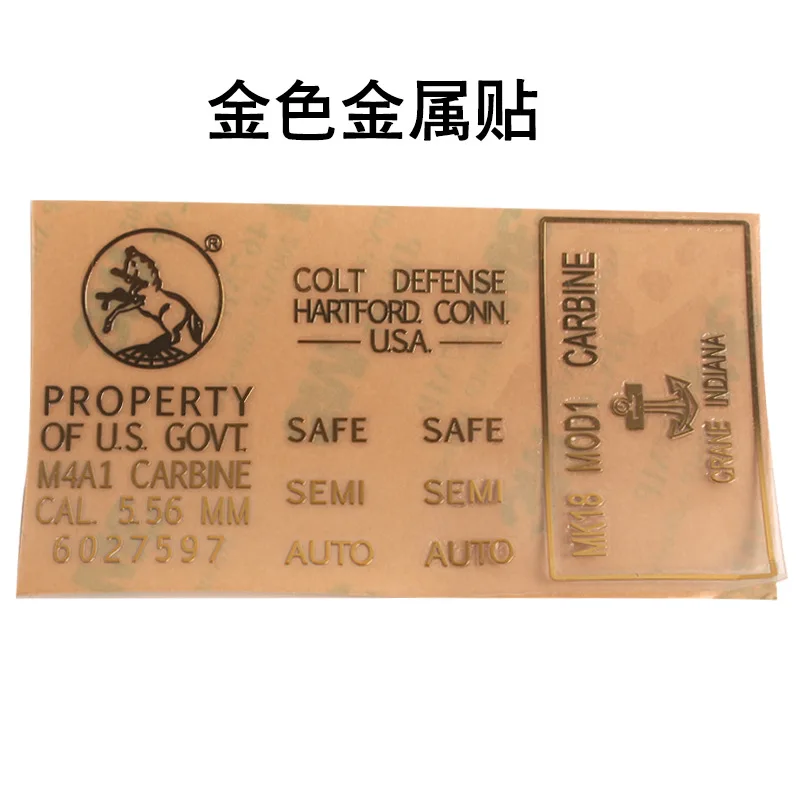 金色金属贴
®
PROPERTY
OF U.S. GOVT.
M4A1 CARBINE
CAL. 5.56 MM
6027597
COLT DEFENSE
HARTFORD. CONN.
U.S.A.
SAFE SAFE
SEMI SEMI
AUTO AUTO
MK18 MOD1 CARBINE
CRANE INDIANA